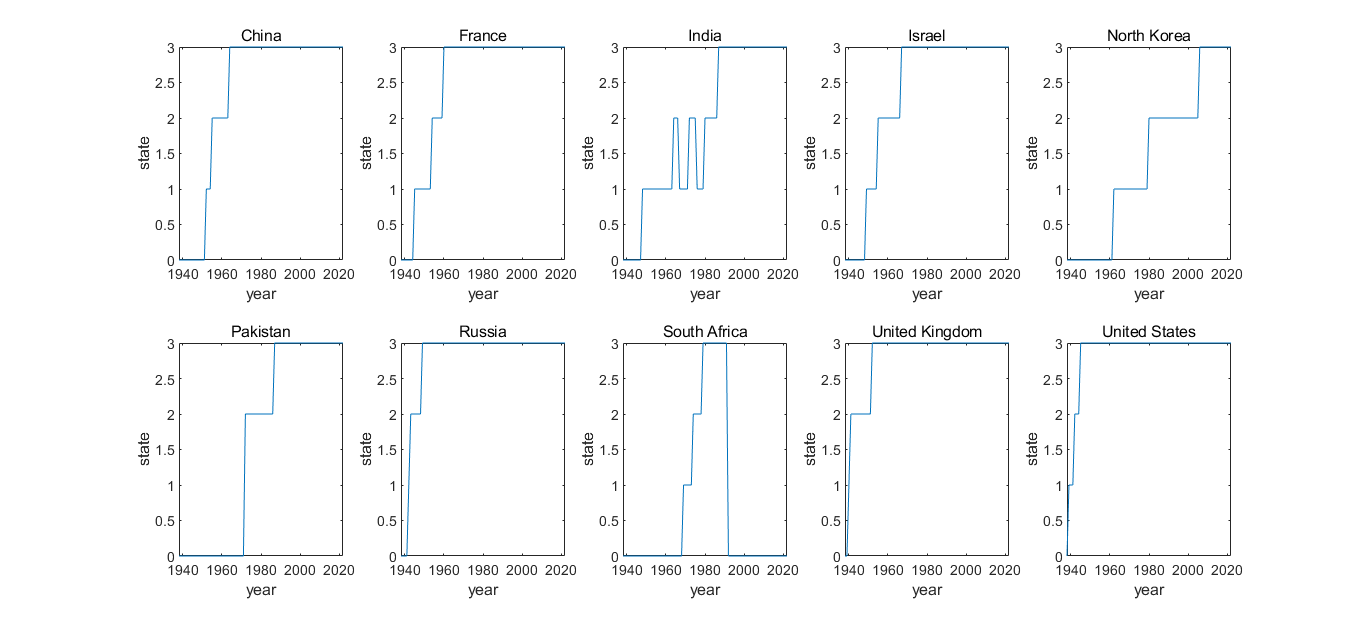 China France India Israel North Korea
3 3 3 3 3
2.5 2.5 2.5 2.5 2.5
2 2 2 2 2
state 1.5 state 1.5 state 1.5 state 1.5 state 1.5
1 1 1 1 1
0.5 0.5 0.5 0.5 0.5
0 0 0 0 0
1940 1960 1980 2000 2020 1940 1960 1980 2000 2020 1940 1960 1980 2000 2020 1940 1960 1980 2000 2020 1940 1960 1980 2000 2020
year year year year year
Pakistan Russia South Africa United Kingdom United States
3 3 3 3 3
2.5 2.5 2.5 2.5 2.5
2 2 2 2 2
state 1.5 state 1.5 state 1.5 state 1.5 state 1.5
1 1 1 1 1
0.5 0.5 0.5 0.5 0.5
0 0 0 0 0
1940 1960 1980 2000 2020 1940 1960 1980 2000 2020 1940 1960 1980 2000 2020 1940 1960 1980 2000 2020 1940 1960 1980 2000 2020
year year year year year